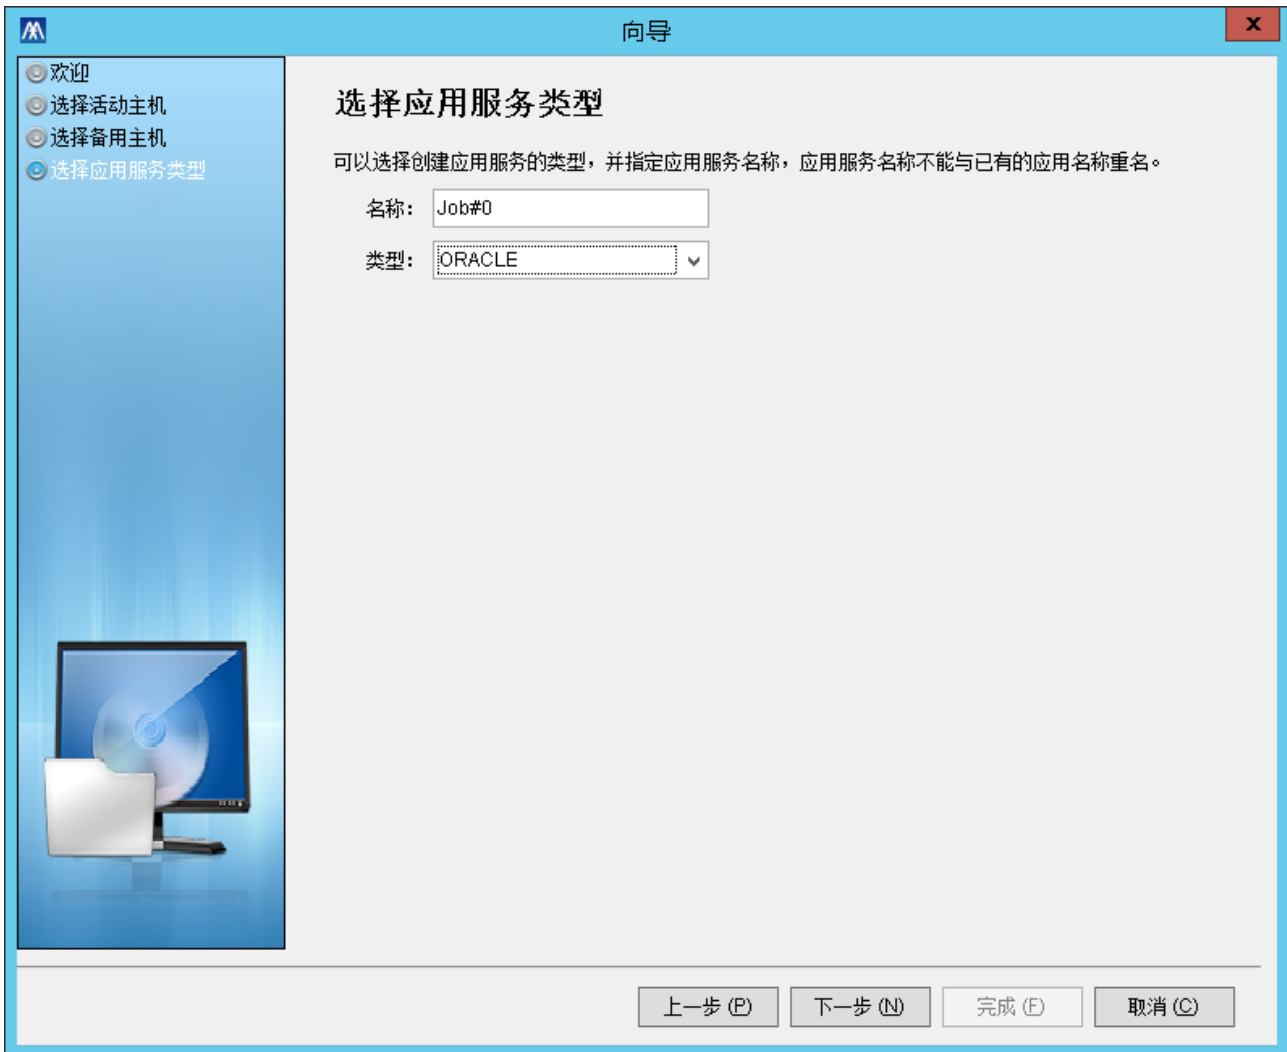 向导
x
欢迎
选择活动主机
选择备用主机
选择应用服务类型
选择应用服务类型
可以选择创建应用服务的类型，并指定应用服务名称，应用服务名称不能与已有的应用名称重名。
名称： Job#0
类型： ORACLE
上一步(P) 下一步(N) 完成(F) 取消(C)